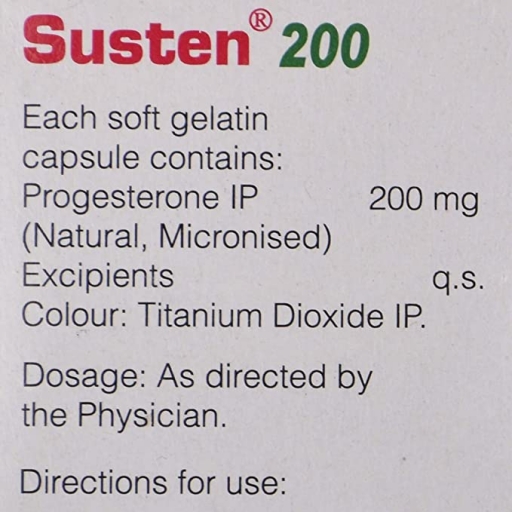 Susten® 200
Each soft gelatin
capsule contains:
Progesterone IP 200 mg
(Natural, Micronised)
Excipients q.s.
Colour: Titanium Dioxide IP.
Dosage: As directed by
the Physician.
Directions for use: